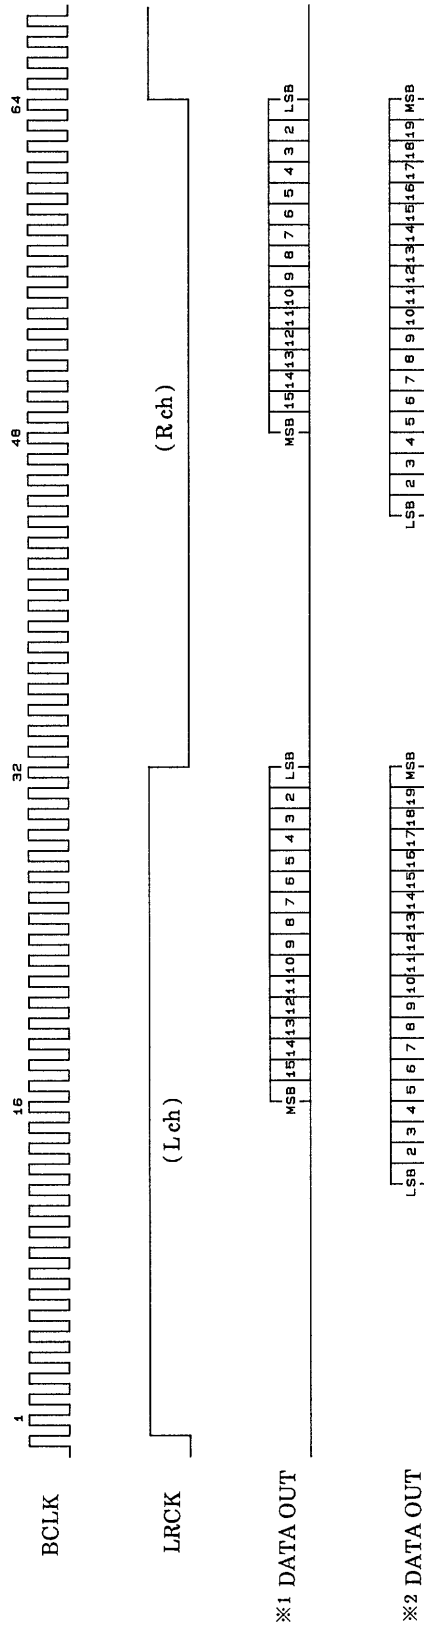 BCLK
1 16 32 48 64
LRCK
(Lch) (Rch)
※1 DATA OUT
MSB 15 14 13 12 11 10 9 8 7 6 5 4 3 2 LSB MSB 15 14 13 12 11 10 9 8 7 6 5 4 3 2 LSB
※2 DATA OUT
LSB 2 3 4 5 6 7 8 9 10 11 12 13 14 15 16 17 18 19 MSB LSB 2 3 4 5 6 7 8 9 10 11 12 13 14 15 16 17 18 19 MSB